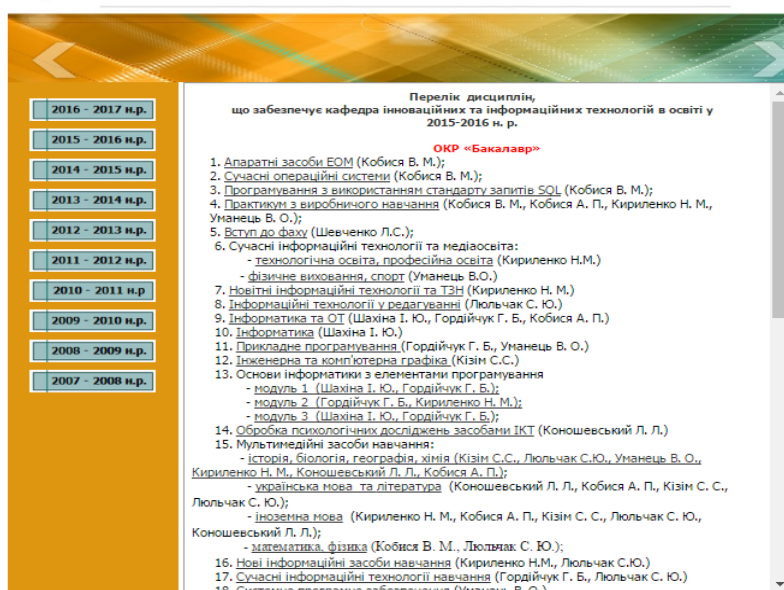 2016 - 2017 н.р.
2015 - 2016 н.р.
2014 - 2015 н.р.
2013 - 2014 н.р.
2012 - 2013 н.р.
2011 - 2012 н.р.
2010 - 2011 н.р
2009 - 2010 н.р.
2008 - 2009 н.р.
2007 - 2008 н.р.
Перелік дисциплін,
що забезпечує кафедра інноваційних та інформаційних технологій в освіті у
2015-2016 н. р.
ОКР «Бакалавр»
1. Апаратні засоби ЕОМ (Кобися В. М.);
2. Сучасні операційні системи (Кобися В. М.);
3. Програмування з використанням стандарту запитів SQL (Кобися В. М.);
4. Практикум з виробничого навчання (Кобися В. М., Кобися А. П., Кириленко Н. М.,
Уманець В. О.);
5. Вступ до фаху (Шевченко Л.С.);
6. Сучасні інформаційні технології та медіаосвіта:
- технологічна освіта, професійна освіта (Кириленко Н.М.)
- фізичне виховання, спорт (Уманець В.О.)
7. Новітні інформаційні технології та ТЗН (Кириленко Н. М.)
8. Інформаційні технології у редагуванні (Люльчак С. Ю.)
9. Інформатика та ОТ (Шахіна І. Ю., Гордійчук Г. Б., Кобися А. П.)
10. Інформатика (Шахіна І. Ю.)
11. Прикладне програмування (Гордійчук Г. Б., Уманець В. О.)
12. Інженерна та комп'ютерна графіка (Кізім С.С.)
13. Основи інформатики з елементами програмування
- модуль 1 (Шахіна І. Ю., Гордійчук Г. Б.);
- модуль 2 (Гордійчук Г. Б., Кириленко Н. М.);
- модуль 3 (Шахіна І. Ю., Гордійчук Г. Б.);
14. Обробка психологічних досліджень засобами ІКТ (Коношевський Л. Л.)
15. Мультимедійні засоби навчання:
- історія, біологія, географія, хімія (Кізім С.С., Люльчак С.Ю., Уманець В. О.,
Кириленко Н. М., Коношевський Л. Л., Кобися А. П.);
- українська мова та література (Коношевський Л. Л., Кобися А. П., Кізім С. С.,
Люльчак С. Ю.);
- іноземна мова (Кириленко Н. М., Кобися А. П., Кізім С. С., Люльчак С. Ю.,
Коношевський Л. Л.);
- математика, фізика (Кобися В. М., Люльчак С. Ю.);
16. Нові інформаційні засоби навчання (Кириленко Н.М., Люльчак С.Ю.)
17. Сучасні інформаційні технології навчання (Гордійчук Г. Б., Люльчак С. Ю.)
18. Системне програмне забезпечення (Уманець В. О.)